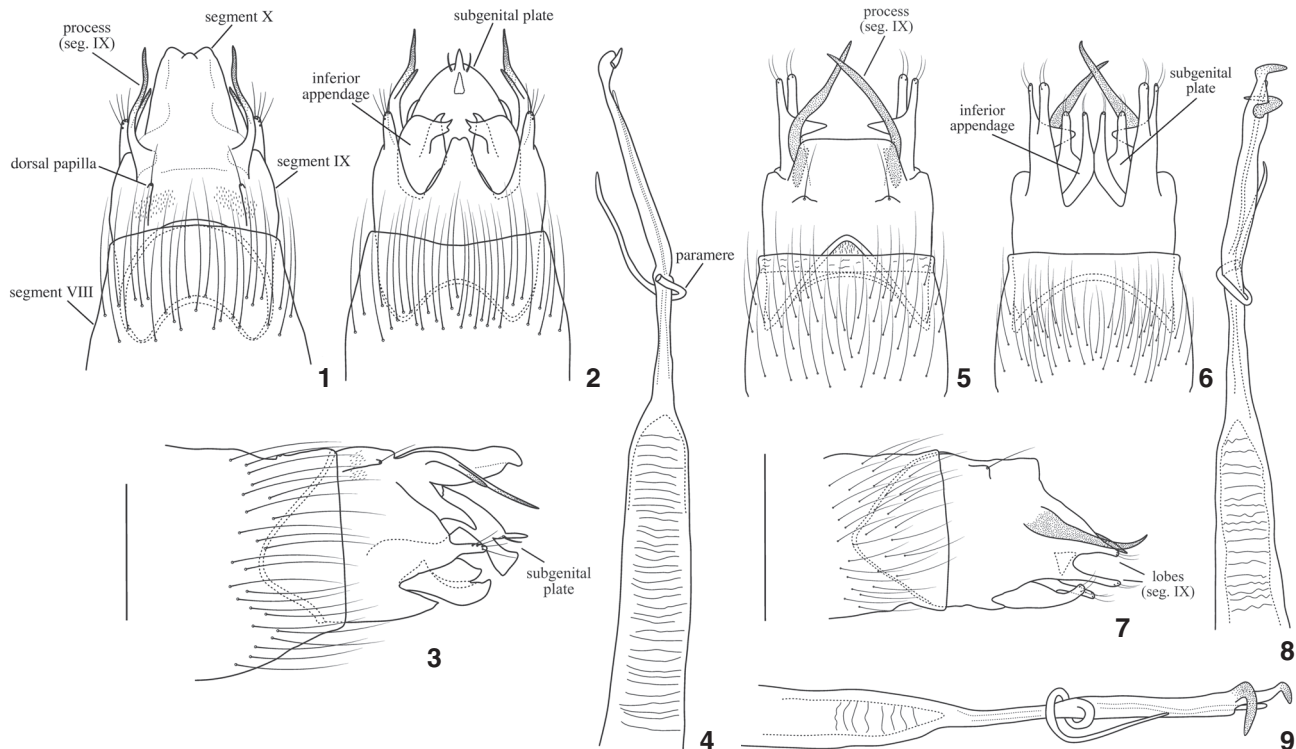 segment X
process
(seg. IX)
dorsal papilla
segment IX
segment VIII
1
subgenital plate
inferior
appendage
2
subgenital
plate
3
paramere
4
process
(seg. IX)
5
subgenital
plate
inferior
appendage
6
lobes
(seg. IX)
7
8
9